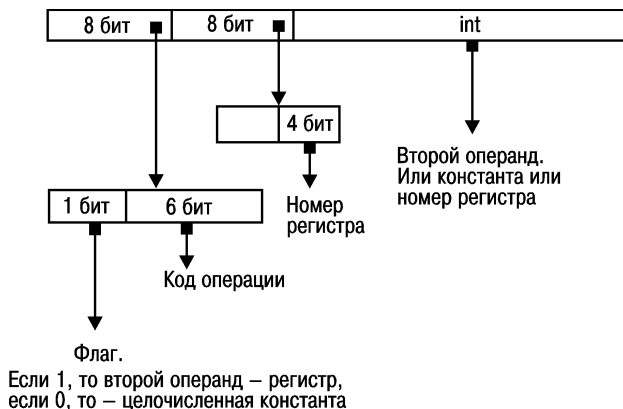 8 бит 8 бит int
4 бит
Второй операнд.
Или константа или
номер регистра
1 бит 6 бит
Номер
регистра
Код операции
Флаг.
Если 1, то второй операнд – регистр,
если 0, то – целочисленная константа